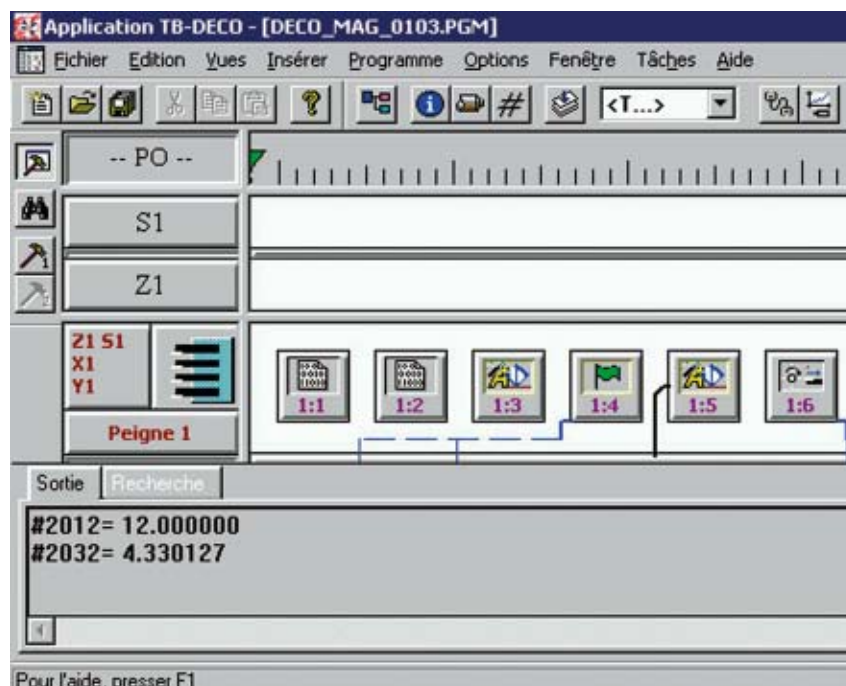 Application TB-DECO - [DECO_MAG_0103.PGM]
Fichier Edition Vues Insérer Programme Options Fenêtre Tâches Aide
<T...>
-- PO --
S1
Z1
Z1 S1
X1
Y1
1:1 1:2 1:3 1:4 1:5 1:6
Peigne 1
Sortie Recherche
#2012= 12.000000
#2032= 4.330127
Pour l'aide, presser F1